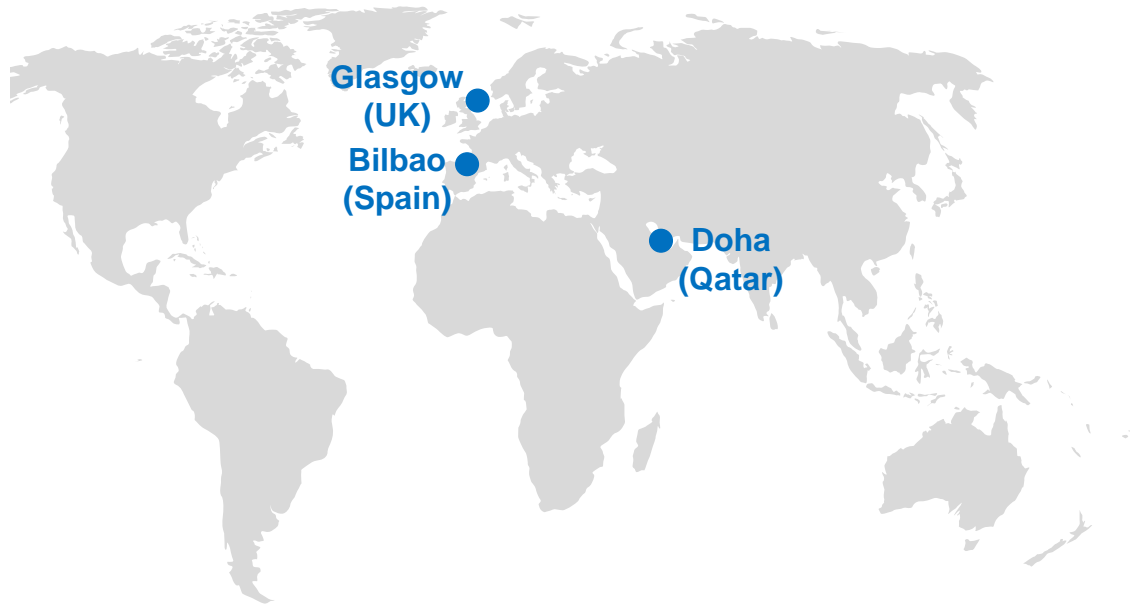 Glasgow
(UK)
Bilbao
(Spain)
Doha
(Qatar)